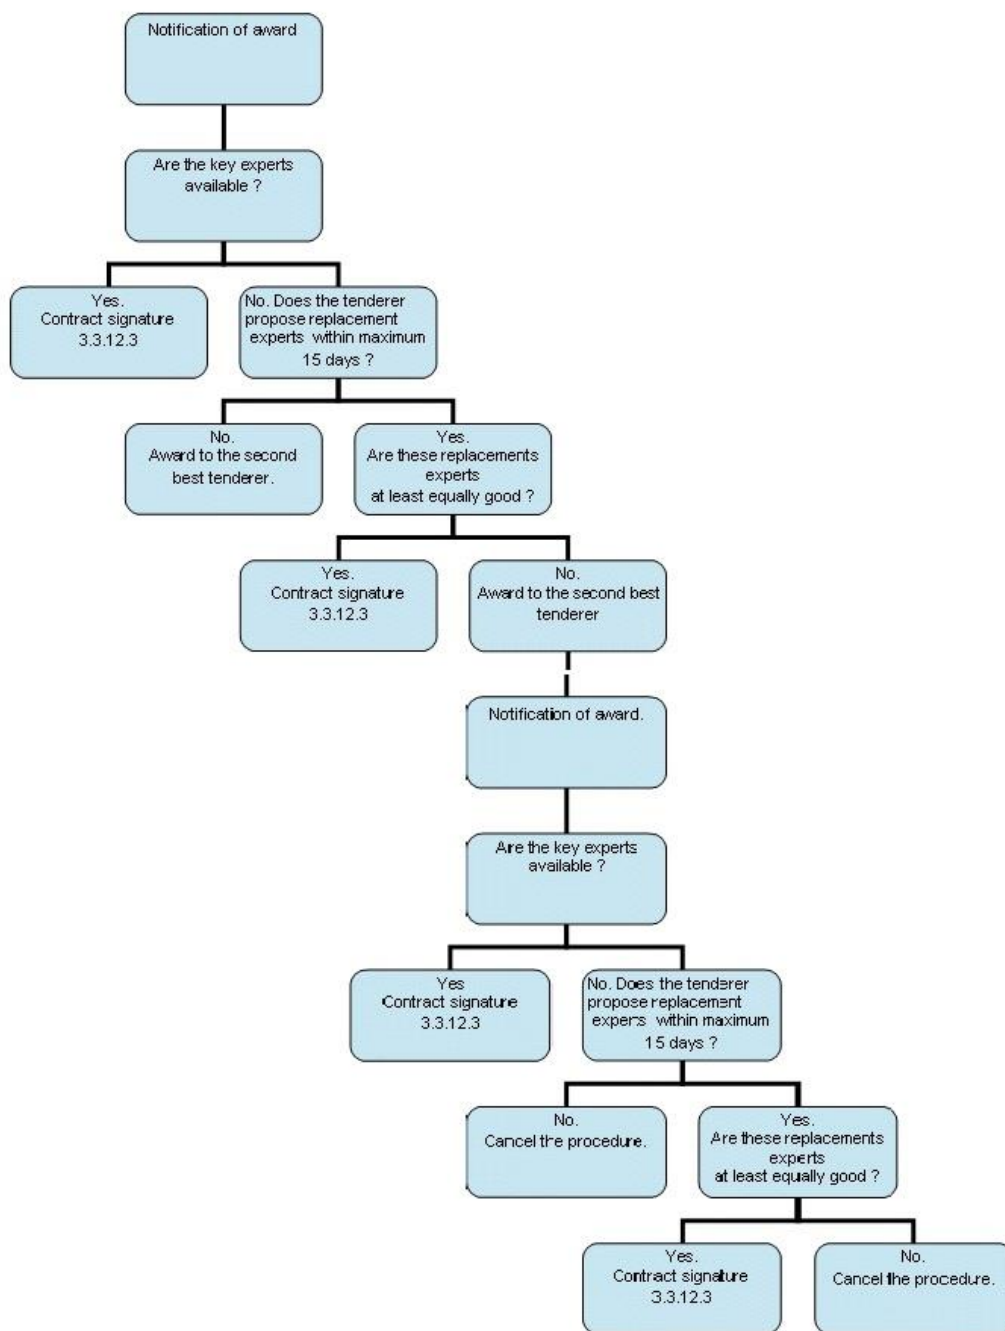 Notification of award
Are the key experts
available ?
Yes.
Contract signature
3.3.12.3
No. Does the tenderer
propose replacement
experts within maximum
15 days ?
No.
Award to the second
best tenderer.
Yes.
Are these replacements
experts
at least equally good ?
Yes.
Contract signature
3.3.12.3
No.
Award to the second best
tenderer
Notification of award.
Are the key experts
available ?
Yes
Contract signature
3.3.12.3
No. Does the tenderer
propose replacement
experts within maximum
15 days ?
No.
Cancel the procedure.
Yes.
Are these replacements
experts
at least equally good ?
Yes.
Contract signature
3.3.12.3
No.
Cancel the procedure.